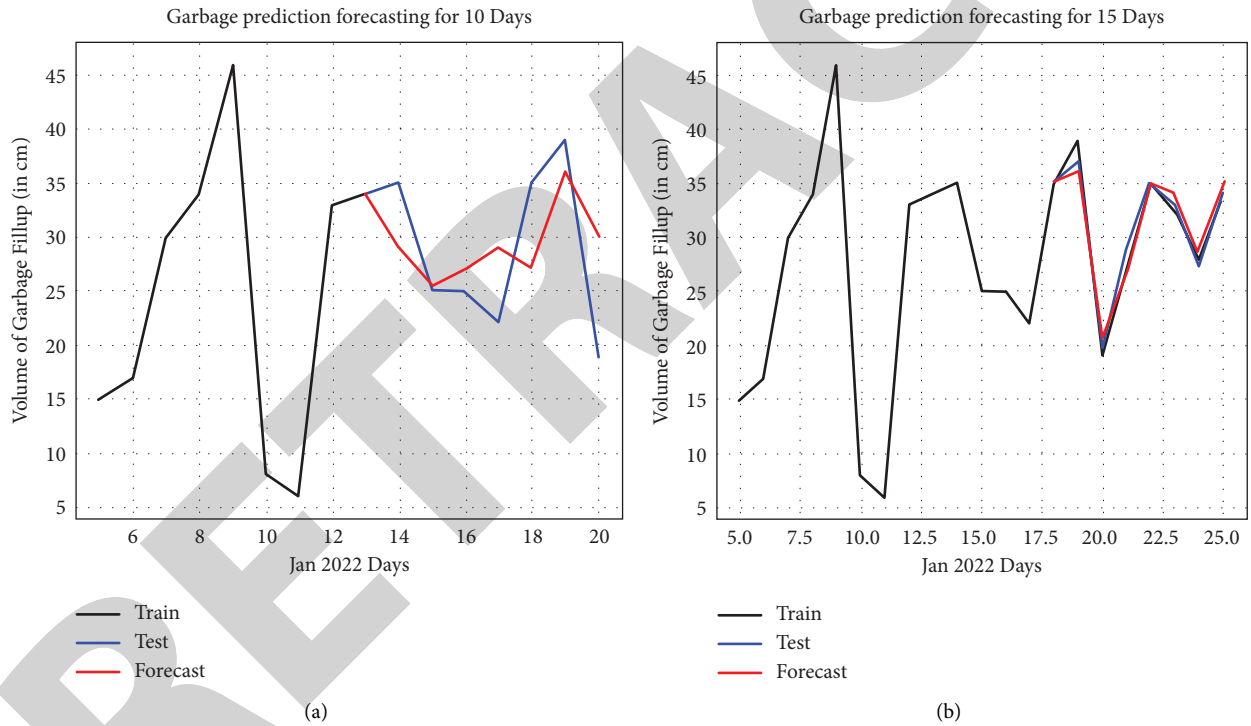 Garbage prediction forecasting for 10 Days
Volume of Garbage Fillup (in cm)
45
40
35
30
25
20
15
10
5
6 8 10 12 14 16 18 20
Jan 2022 Days
Train
Test
Forecast
(a)
Garbage prediction forecasting for 15 Days
Volume of Garbage Fillup (in cm)
45
40
35
30
25
20
15
10
5
5.0 7.5 10.0 12.5 15.0 17.5 20.0 22.5 25.0
Jan 2022 Days
Train
Test
Forecast
(b)
RETRAC